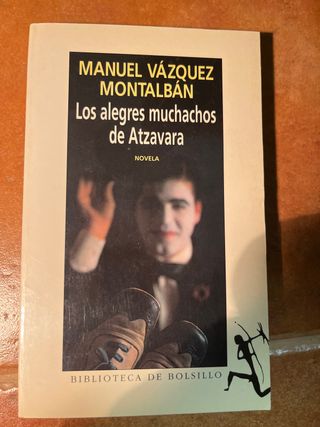 MANUEL VÁZQUEZ
MONTALBÁN
Los alegres muchachos
de Atzavara
NOVELA
BIBLIOTECA DE BOLSILLO